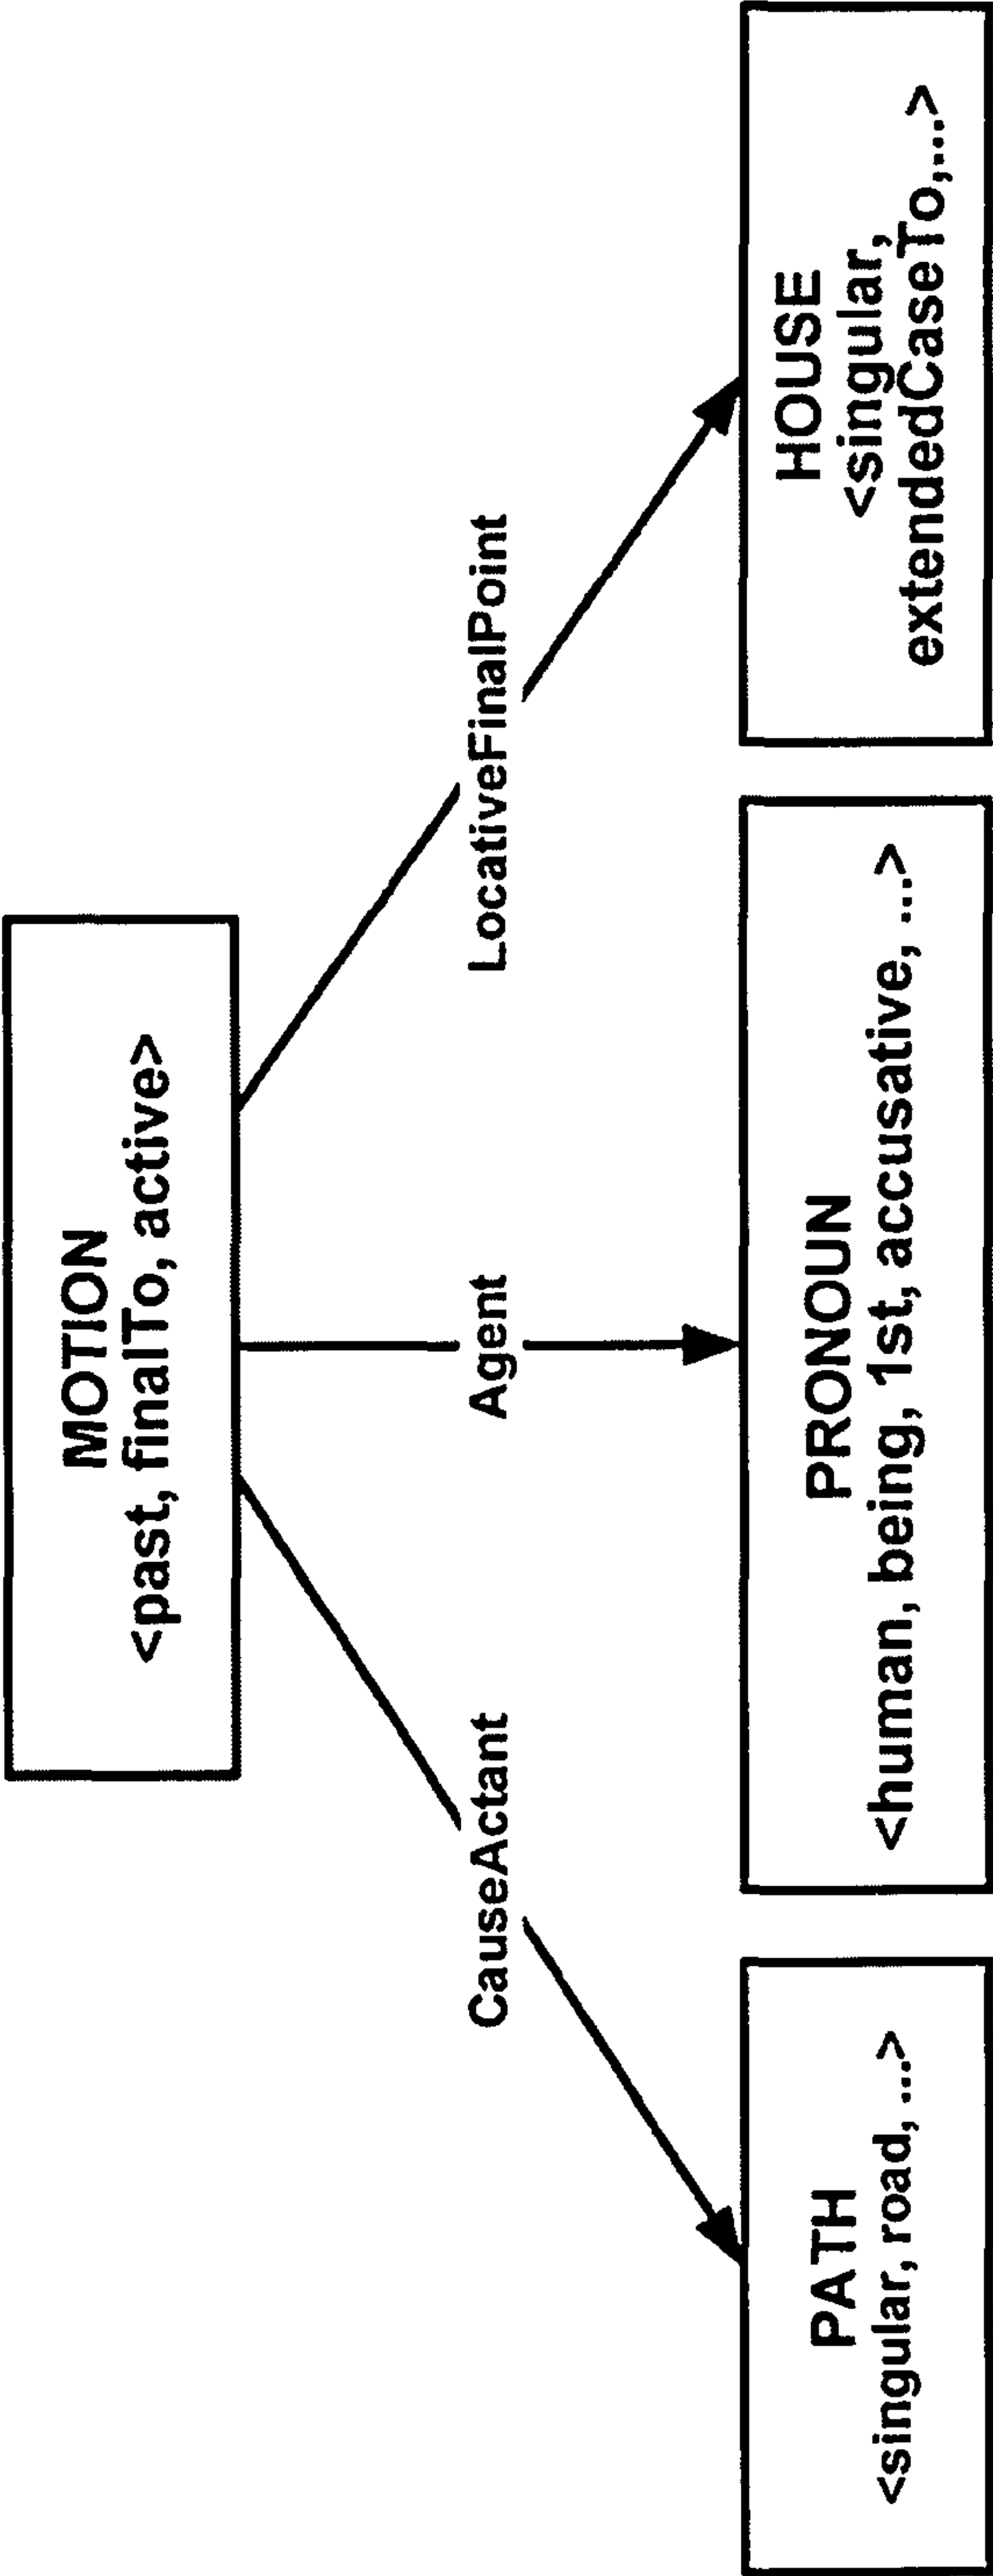 MOTION
<past, finalTo, active>
CauseActant
Agent
LocativeFinalPoint
PATH
<singular, road, ...>
PRONOUN
<human, being, 1st, accusative, ...>
HOUSE
<singular,
extendedCaseTo,...>